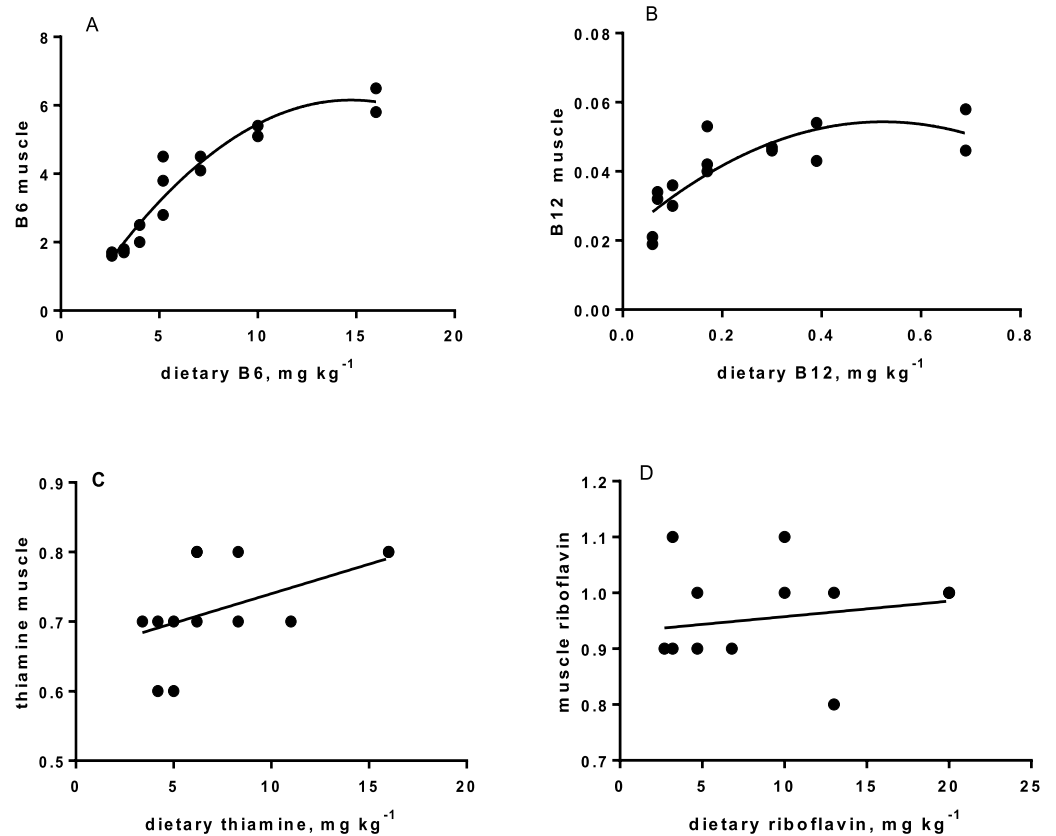 A
8
6
4
2
0
B6 muscle
0 5 10 15 20
dietary B6, mg kg-1
B
0.08
0.06
0.04
0.02
0.00
B12 muscle
0.0 0.2 0.4 0.6 0.8
dietary B12, mg kg-1
C
0.9
0.8
0.7
0.6
0.5
thiamine muscle
0 5 10 15 20
dietary thiamine, mg kg-1
D
1.2
1.1
1.0
0.9
0.8
0.7
muscle riboflavin
0 5 10 15 20 25
dietary riboflavin, mg kg-1